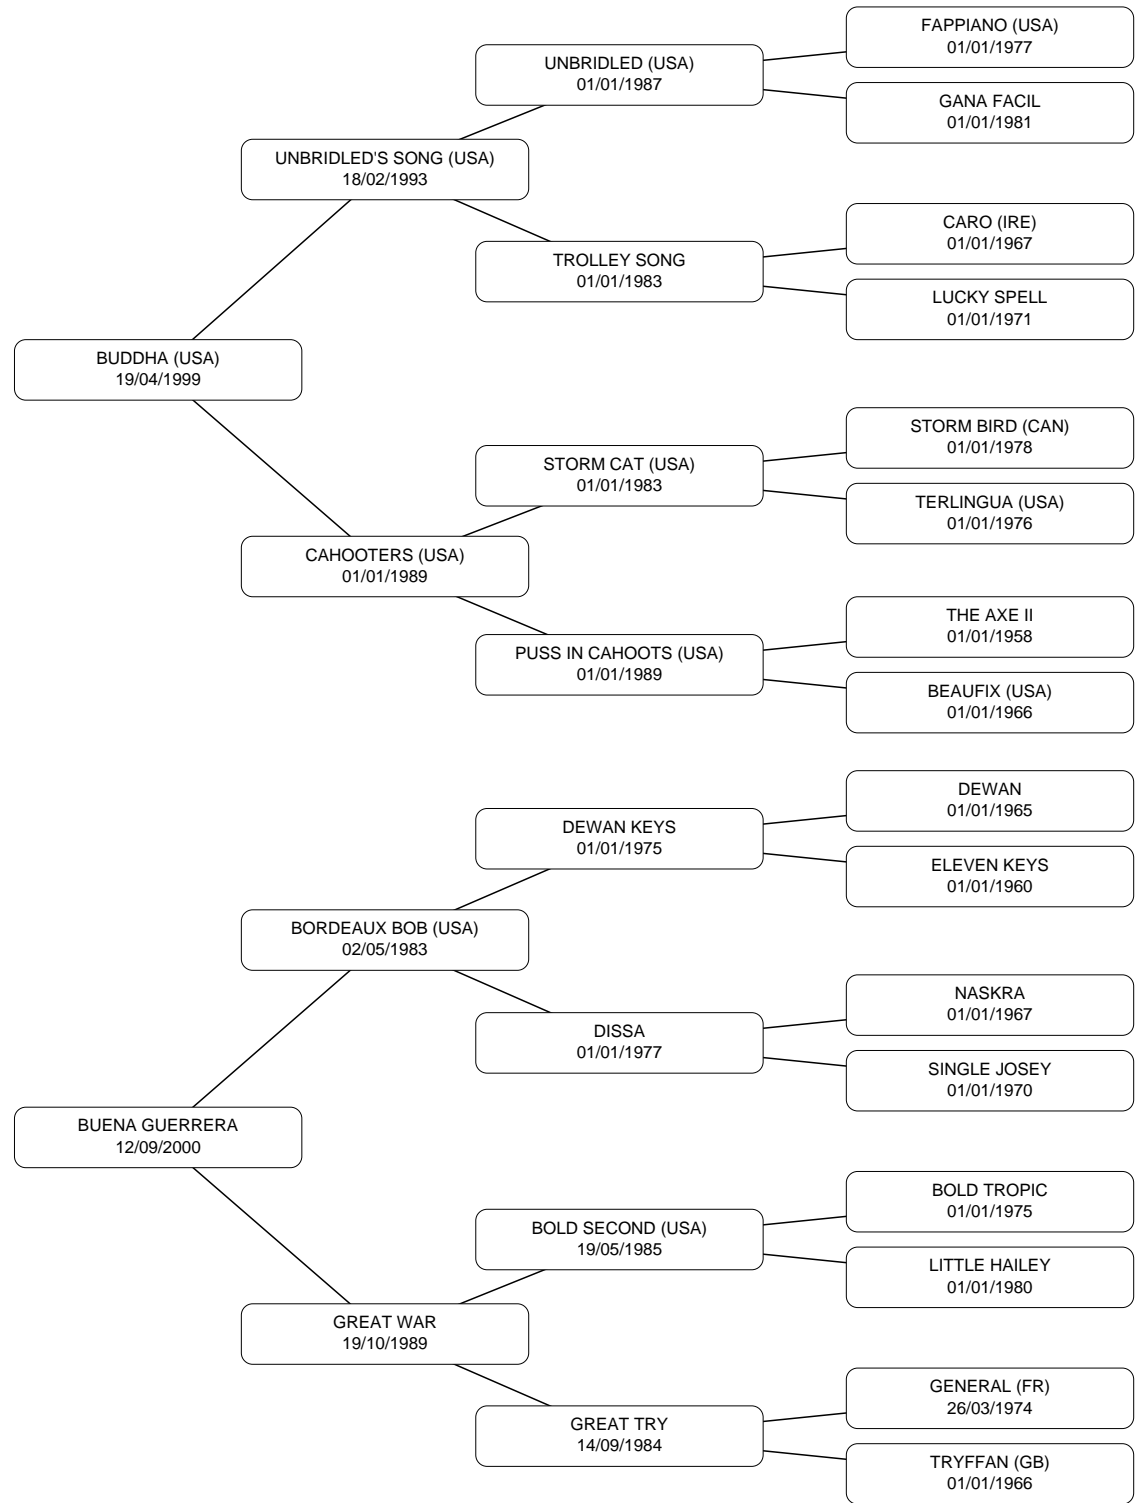 FAPPIANO (USA)
01/01/1977
UNBRIDLED (USA)
01/01/1987
GANA FACIL
01/01/1981
UNBRIDLED'S SONG (USA)
18/02/1993
CARO (IRE)
01/01/1967
TROLLEY SONG
01/01/1983
LUCKY SPELL
01/01/1971
BUDDHA (USA)
19/04/1999
STORM BIRD (CAN)
01/01/1978
STORM CAT (USA)
01/01/1983
TERLINGUA (USA)
01/01/1976
CAHOOTERS (USA)
01/01/1989
THE AXE II
01/01/1958
PUSS IN CAHOOTS (USA)
01/01/1989
BEAUFIX (USA)
01/01/1966
DEWAN
01/01/1965
DEWAN KEYS
01/01/1975
ELEVEN KEYS
01/01/1960
BORDEAUX BOB (USA)
02/05/1983
NASKRA
01/01/1967
DISSA
01/01/1977
SINGLE JOSEY
01/01/1970
BUENA GUERRERA
12/09/2000
BOLD TROPIC
01/01/1975
BOLD SECOND (USA)
19/05/1985
LITTLE HAILEY
01/01/1980
GREAT WAR
19/10/1989
GENERAL (FR)
26/03/1974
GREAT TRY
14/09/1984
TRYFFAN (GB)
01/01/1966